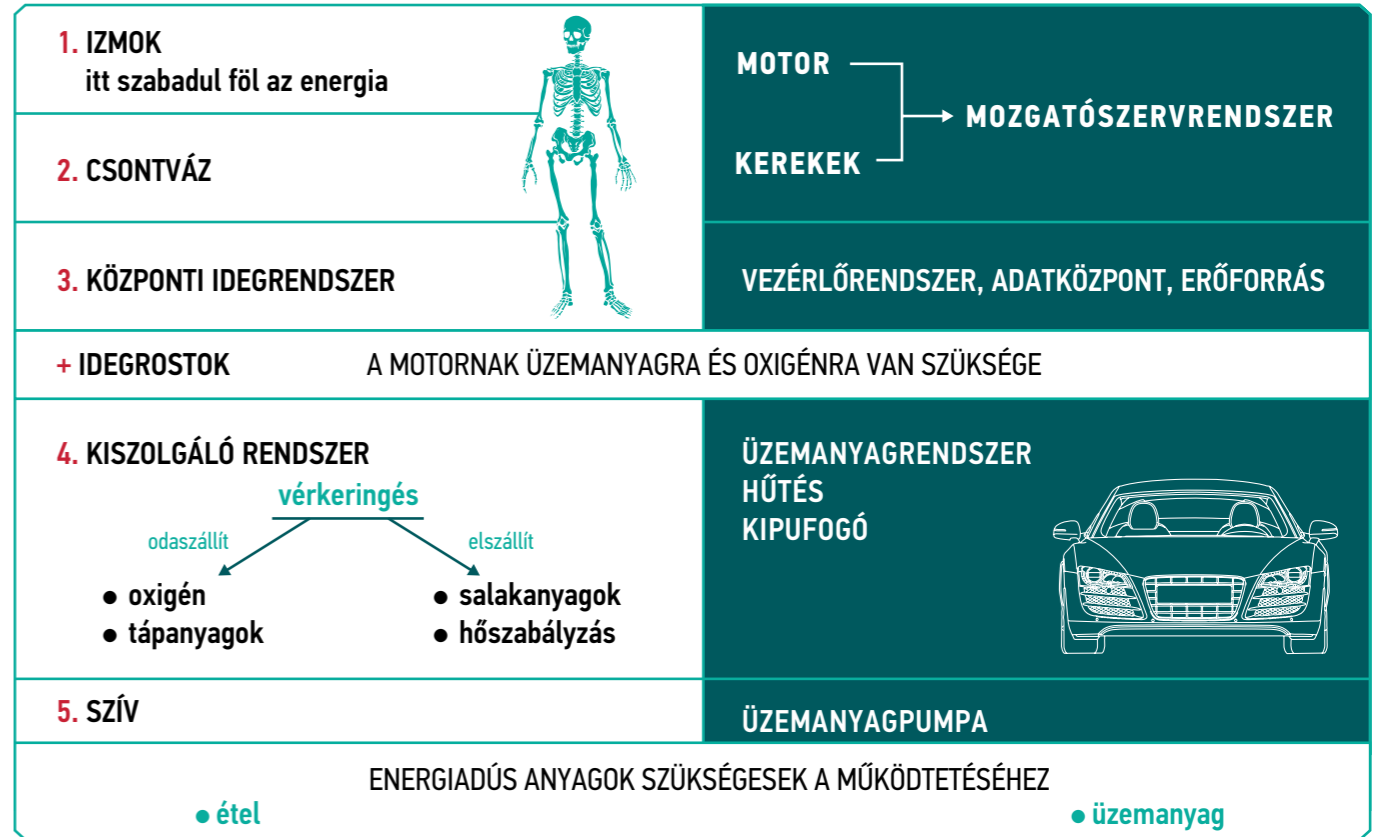 1. IZMOK
itt szabadul föl az energia
MOTOR
KEREKEK
MOZGATÓSZERVRENDSZER
2. CSONTVÁZ
3. KÖZPONTI IDEGRENDSZER
VEZÉRLŐRENDSZER, ADATKÖZPONT, ERŐFORRÁS
+ IDEGROSTOK A MOTORNAK ÜZEMANYAGRA ÉS OXIGÉNRA VAN SZÜKSÉGE
4. KISZOLGÁLÓ RENDSZER
vérkeringés
odaszállít
elszállít
● oxigén
● tápanyagok
● salakanyagok
● hőszabályzás
ÜZEMANYAGRENDSZER
HŰTÉS
KIPUFOGÓ
5. SZÍV
ÜZEMANYAGPUMPA
ENERGIADÚS ANYAGOK SZÜKSÉGESEK A MŰKÖDTETÉSÉHEZ
● étel
● üzemanyag